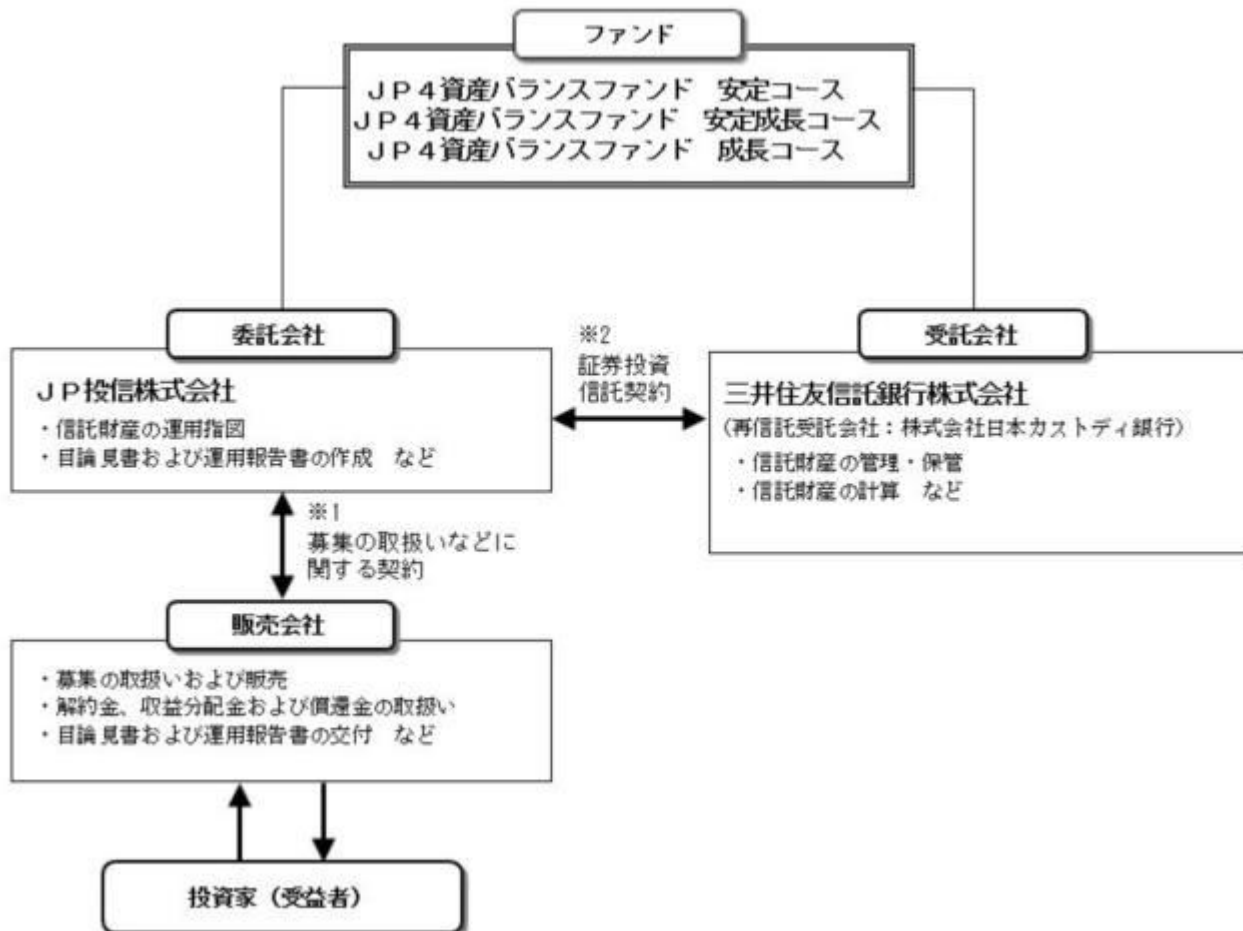 ファンド
JP4資産バランスファンド　安定コース
JP4資産バランスファンド　安定成長コース
JP4資産バランスファンド　成長コース
委託会社
JP投信株式会社
・信託財産の運用指図
・目論見書および運用報告書の作成　など
※2
証券投資
信託契約
受託会社
三井住友信託銀行株式会社
（再信託受託会社：株式会社日本カストディ銀行）
・信託財産の管理・保管
・信託財産の計算　など
※1
募集の取扱いなどに
関する契約
販売会社
・募集の取扱いおよび販売
・解約金、収益分配金および償還金の取扱い
・目論見書および運用報告書の交付　など
投資家（受益者）